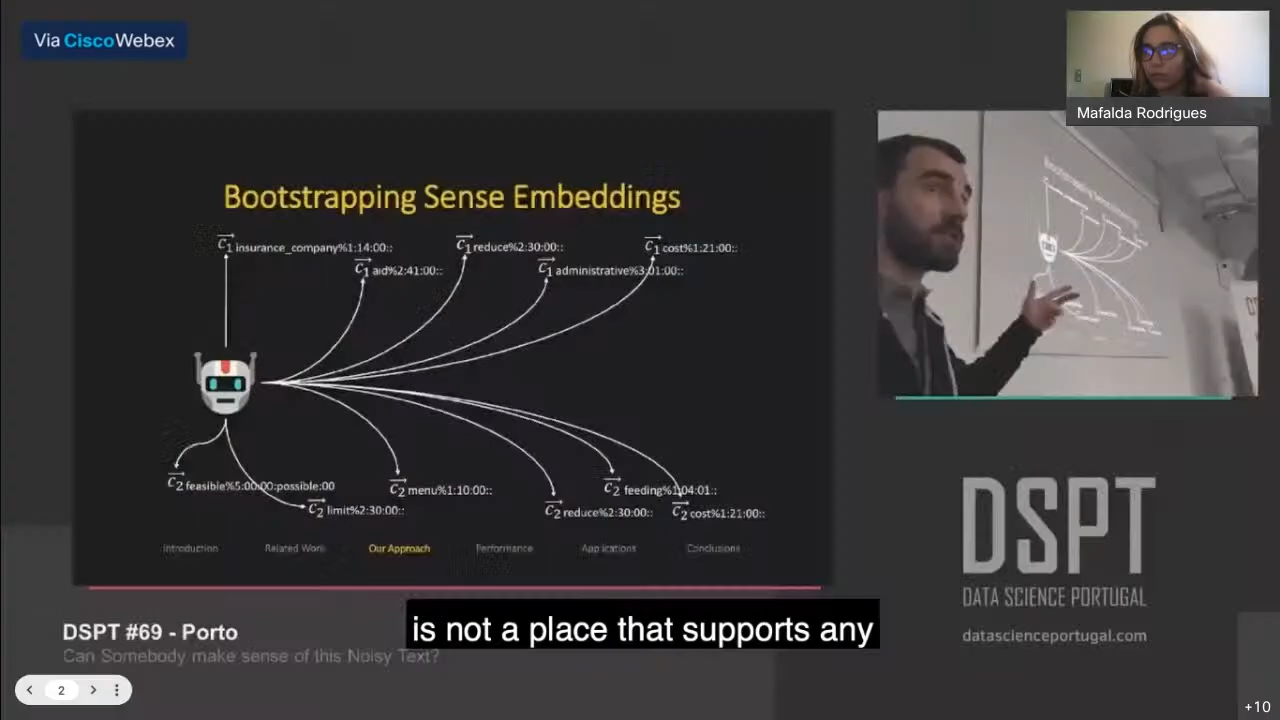 Via CiscoWebex
Mafalda Rodrigues
Bootstrapping Sense Embeddings
c1 insurance_company%1:14:00::
c1 reduce%2:30:00::
c1 cost%1:21:00::
c1 aid%2:41:00::
c1 administrative%3:01:00::
c2 feasible%5:00:00:possible:00
c2 menu%1:10:00::
c2 feeding%1:04:01::
c2 limit%2:30:00::
c2 reduce%2:30:00::
c2 cost%1:21:00::
Introduction Related Work Our Approach Performance Applications Conclusions
DSPT
DATA SCIENCE PORTUGAL
datascienceportugal.com
is not a place that supports any
DSPT #69 - Porto
Can Somebody make sense of this Noisy Text?
2
+10